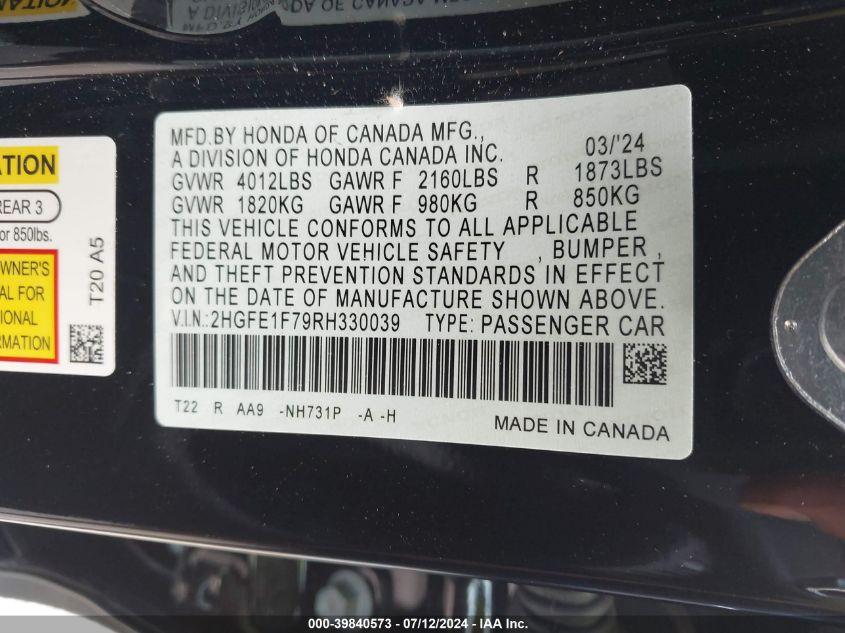 MFD.BY HONDA OF CANADA MFG.,
A DIVISION OF HONDA CANADA INC.
03/'24
GVWR 4012LBS GAWR F 2160LBS R 1873LBS
GVWR 1820KG GAWR F 980KG R 850KG
THIS VEHICLE CONFORMS TO ALL APPLICABLE
FEDERAL MOTOR VEHICLE SAFETY , BUMPER ,
AND THEFT PREVENTION STANDARDS IN EFFECT
ON THE DATE OF MANUFACTURE SHOWN ABOVE.
V.I.N.:2HGFE1F79RH330039 TYPE: PASSENGER CAR
T22 R AA9 -NH731P -A -H
MADE IN CANADA
ATION
REAR 3
or 850lbs.
OWNER'S
AL FOR
IONAL
RMATION
T20 A5
000-39840573 - 07/12/2024 - IAA Inc.